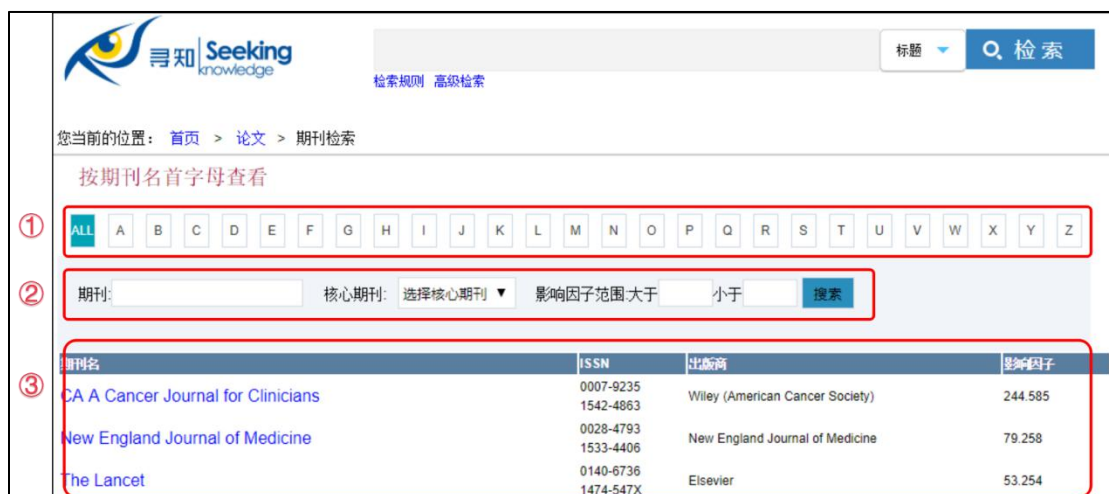 寻知 Seeking knowledge
标题 检索
检索规则 高级检索
您当前的位置： 首页 > 论文 > 期刊检索
按期刊名首字母查看
① ALL A B C D E F G H I J K L M N O P Q R S T U V W X Y Z
② 期刊: 核心期刊: 选择核心期刊 ▼ 影响因子范围:大于 小于 搜索
期刊名 ISSN 出版商 影响因子
③ CA A Cancer Journal for Clinicians 0007-9235 1542-4863 Wiley (American Cancer Society) 244.585
New England Journal of Medicine 0028-4793 1533-4406 New England Journal of Medicine 79.258
The Lancet 0140-6736 1474-547X Elsevier 53.254